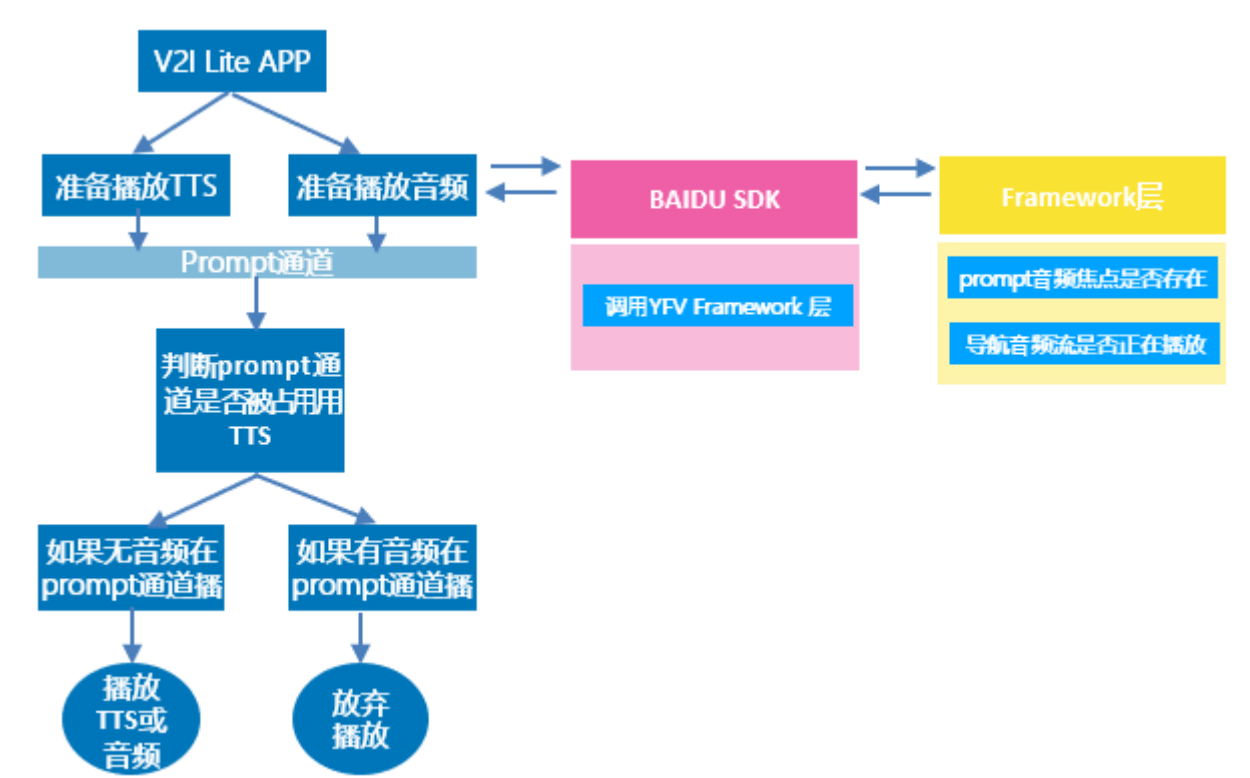 V2I Lite APP
准备播放TTS
准备播放音频
BAIDU SDK
Framework层
Prompt通道
调用YFV Framework 层
prompt音频焦点是否存在
导航音频流是否正在播放
判断prompt通
道是否被占用用
TTS
如果无音频在
prompt通道播
如果有音频在
prompt通道播
播放
TTS或
音频
放弃
播放